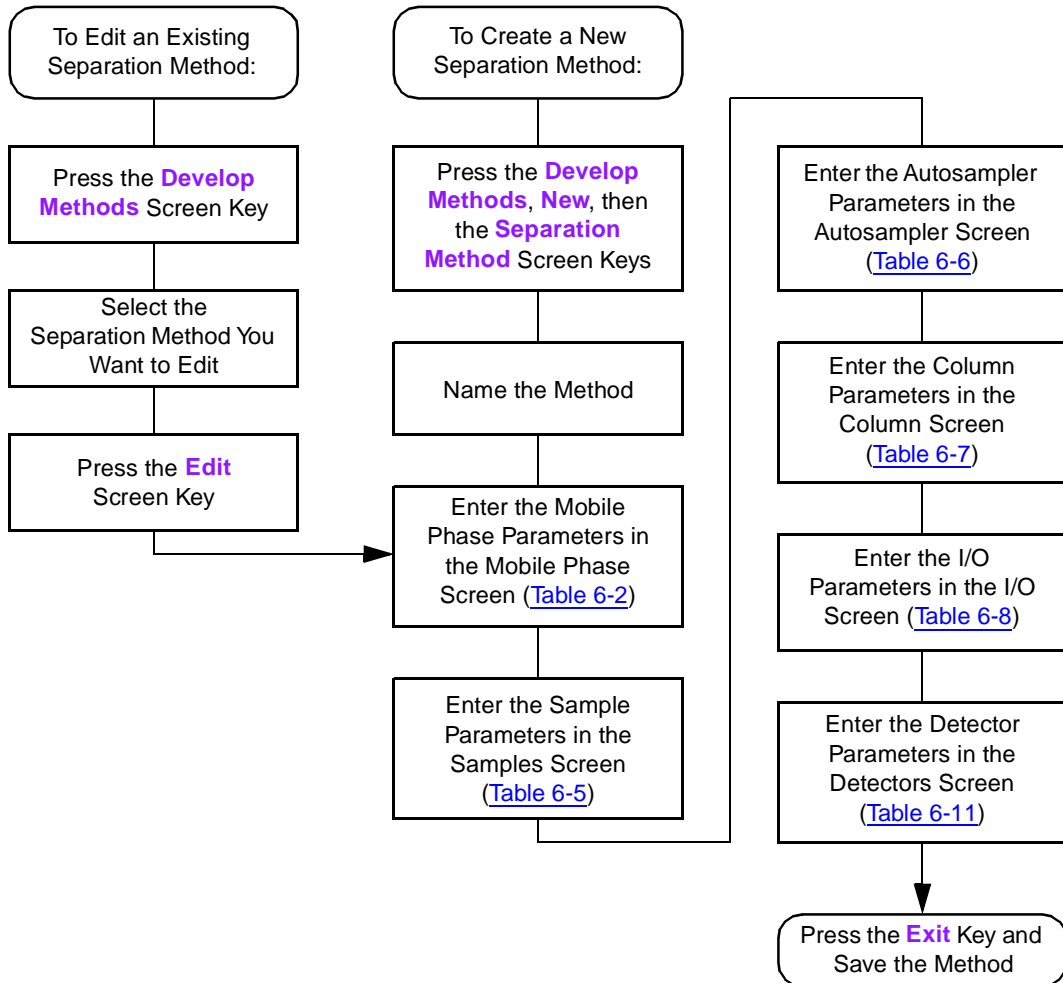 To Edit an Existing
Separation Method:
Press the Develop
Methods Screen Key
Select the
Separation Method You
Want to Edit
Press the Edit
Screen Key
To Create a New
Separation Method:
Press the Develop
Methods, New, then
the Separation
Method Screen Keys
Name the Method
Enter the Mobile
Phase Parameters in
the Mobile Phase
Screen (Table 6-2)
Enter the Sample
Parameters in the
Samples Screen
(Table 6-5)
Enter the Autosampler
Parameters in the
Autosampler Screen
(Table 6-6)
Enter the Column
Parameters in the
Column Screen
(Table 6-7)
Enter the I/O
Parameters in the I/O
Screen (Table 6-8)
Enter the Detector
Parameters in the
Detectors Screen
(Table 6-11)
Press the Exit Key and
Save the Method